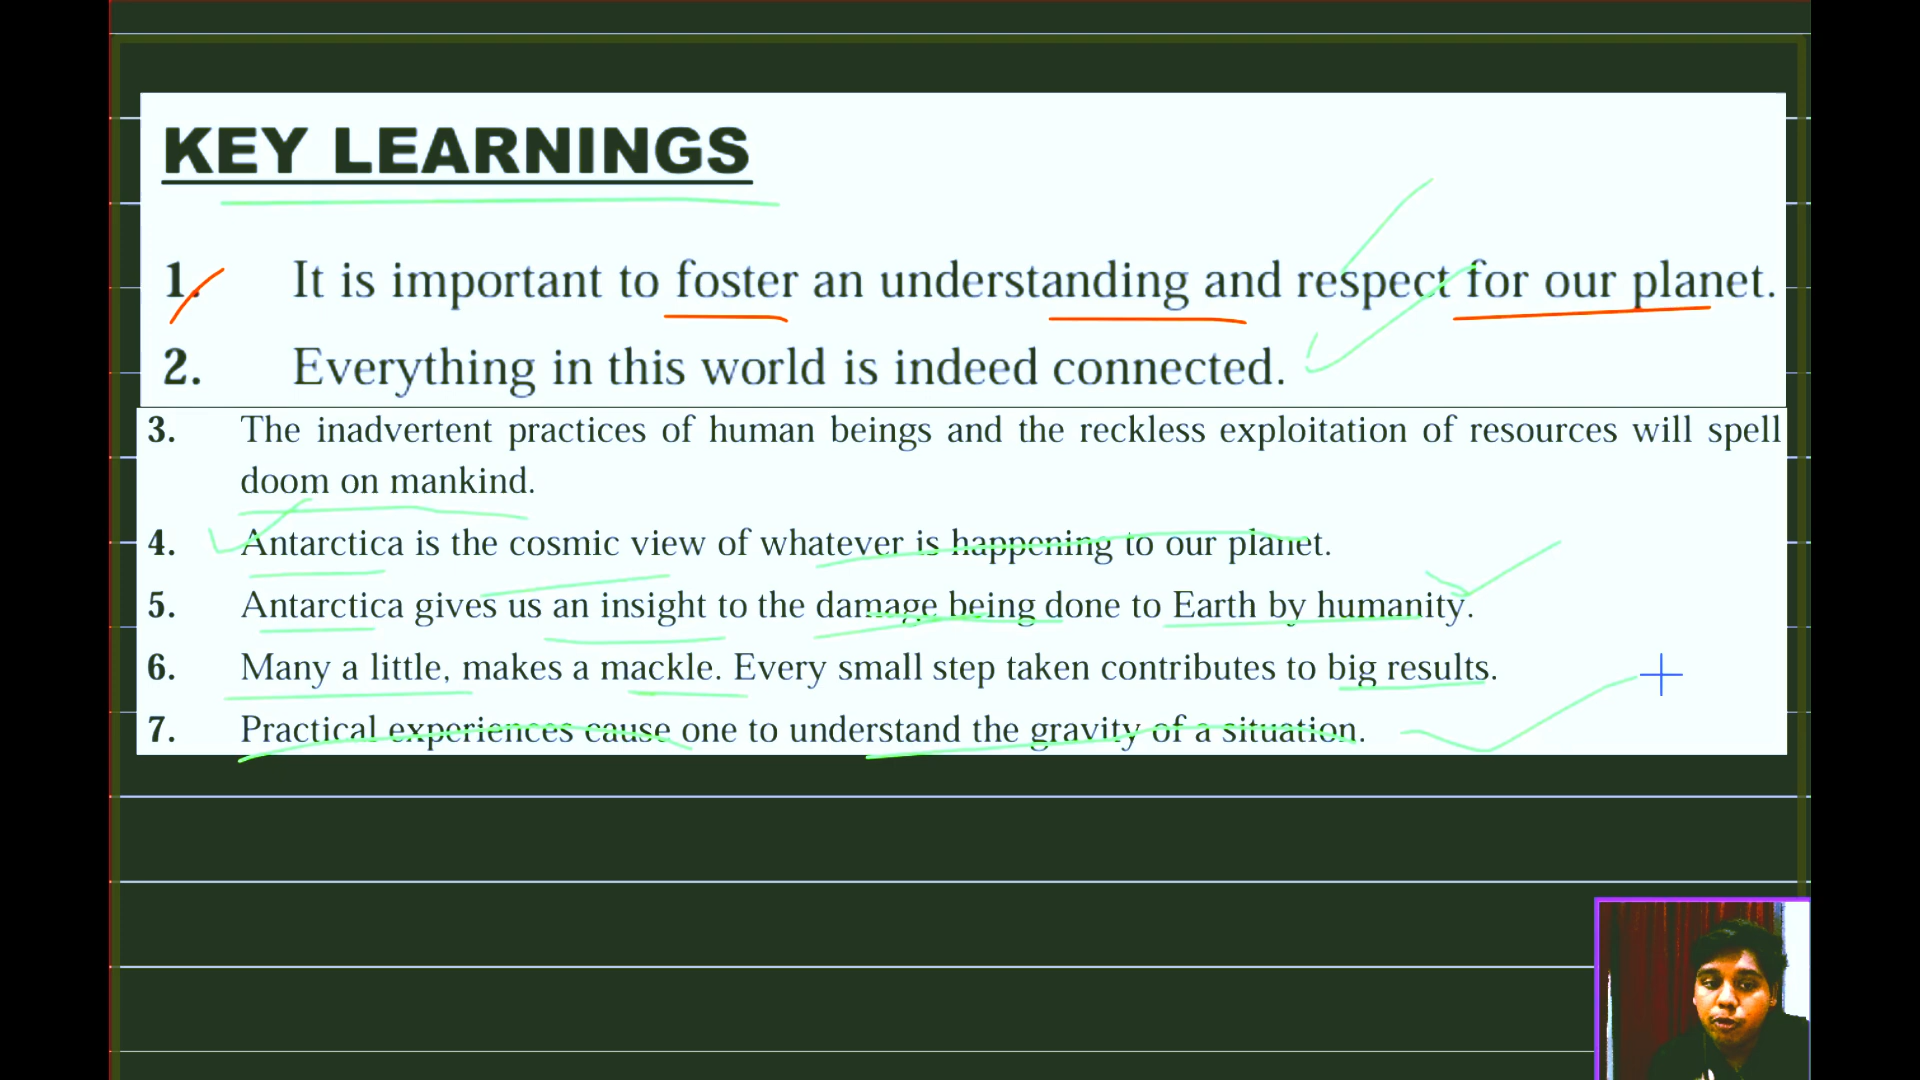 KEY LEARNINGS
1. It is important to foster an understanding and respect for our planet.
2. Everything in this world is indeed connected.
3. The inadvertent practices of human beings and the reckless exploitation of resources will spell
doom on mankind.
4. Antarctica is the cosmic view of whatever is happening to our planet.
5. Antarctica gives us an insight to the damage being done to Earth by humanity.
6. Many a little, makes a mackle. Every small step taken contributes to big results.
7. Practical experiences cause one to understand the gravity of a situation.